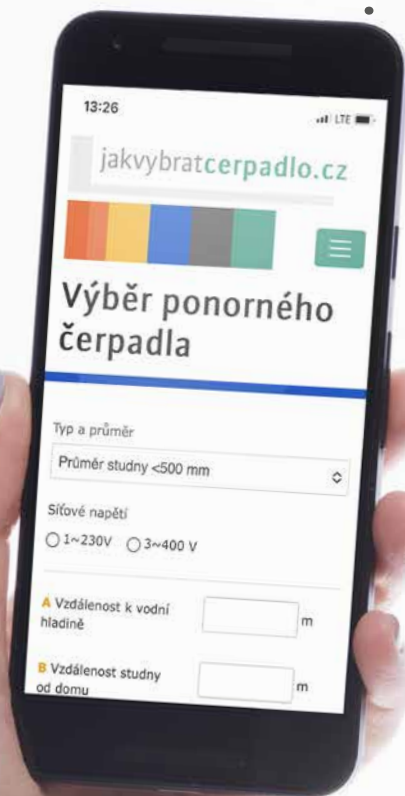 13:26
LTE
jakvybratcerpadlo.cz
Výběr ponorného
čerpadla
Typ a průměr
Průměr studny <500 mm
Síťové napětí
1~230V 3~400 V
A Vzdálenost k vodní
hladině
m
B Vzdálenost studny
od domu
m